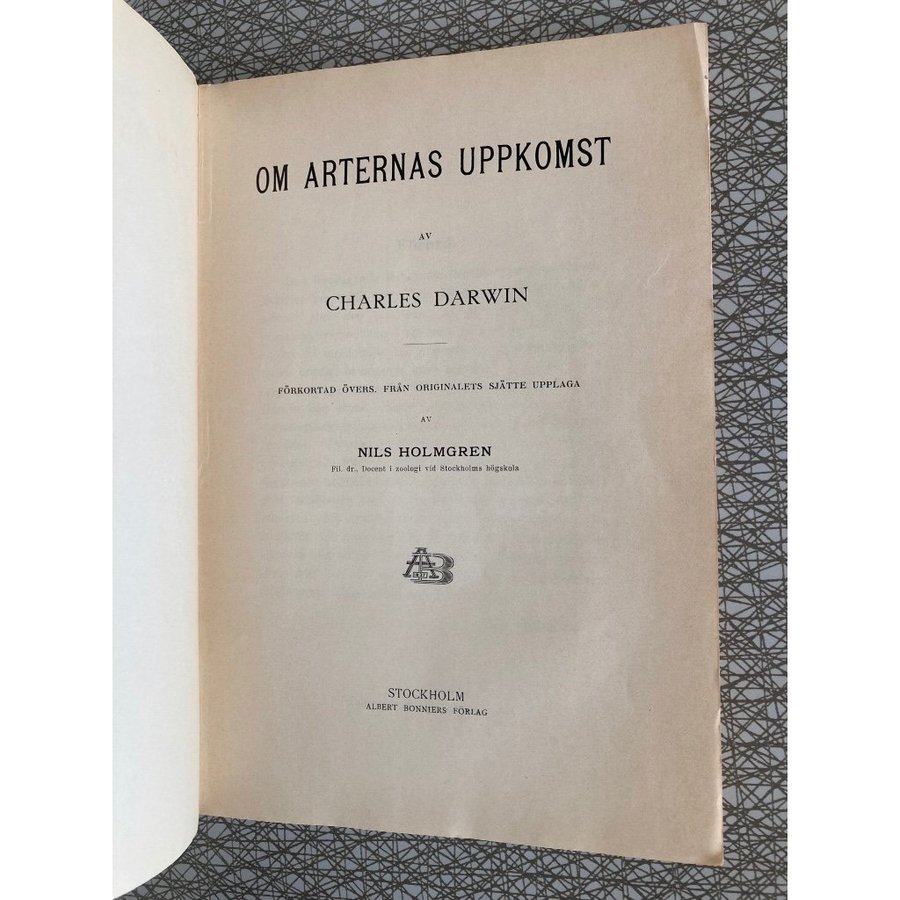 OM ARTERNAS UPPKOMST
AV
CHARLES DARWIN
FÖRKORTAD ÖVERS. FRÅN ORIGINALETS SJÄTTE UPPLAGA
AV
NILS HOLMGREN
Fil. dr., Docent i zoologi vid Stockholms högskola
STOCKHOLM
ALBERT BONNIERS FÖRLAG